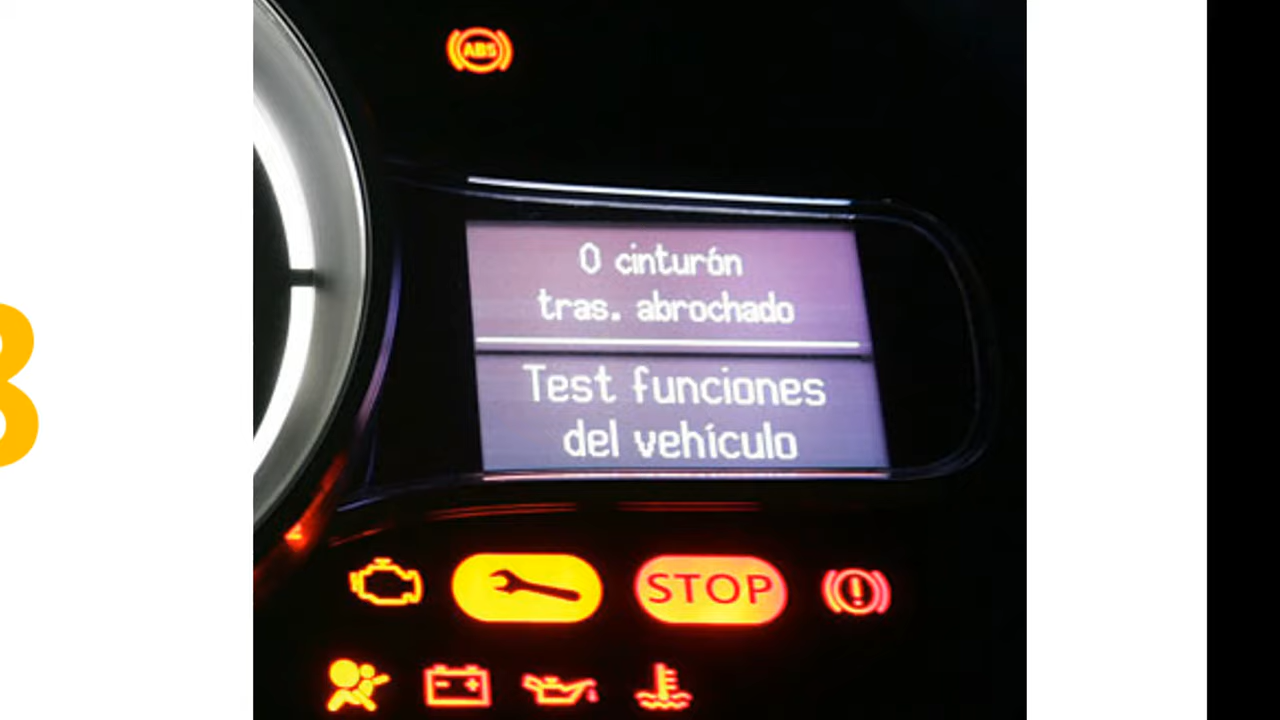 ABS
0 cinturón
tras. abrochado
Test funciones
del vehículo
STOP